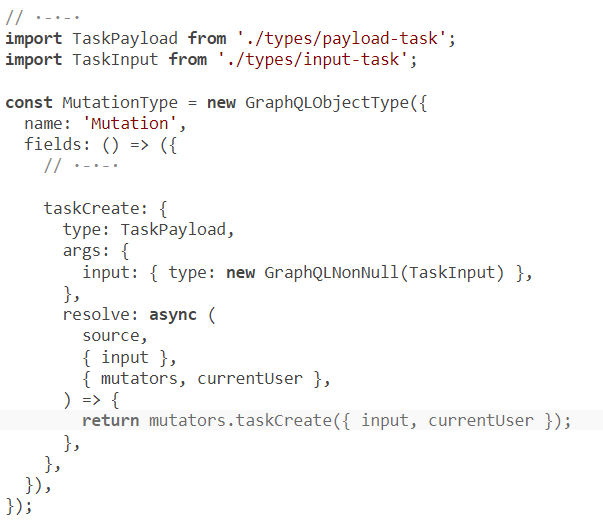 // ·-·-·
import TaskPayload from './types/payload-task';
import TaskInput from './types/input-task';

const MutationType = new GraphQLObjectType({
  name: 'Mutation',
  fields: () => ({
    // ·-·-·

    taskCreate: {
      type: TaskPayload,
      args: {
        input: { type: new GraphQLNonNull(TaskInput) },
      },
      resolve: async (
        source,
        { input },
        { mutators, currentUser },
      ) => {
        return mutators.taskCreate({ input, currentUser });
      },
    },
  }),
});